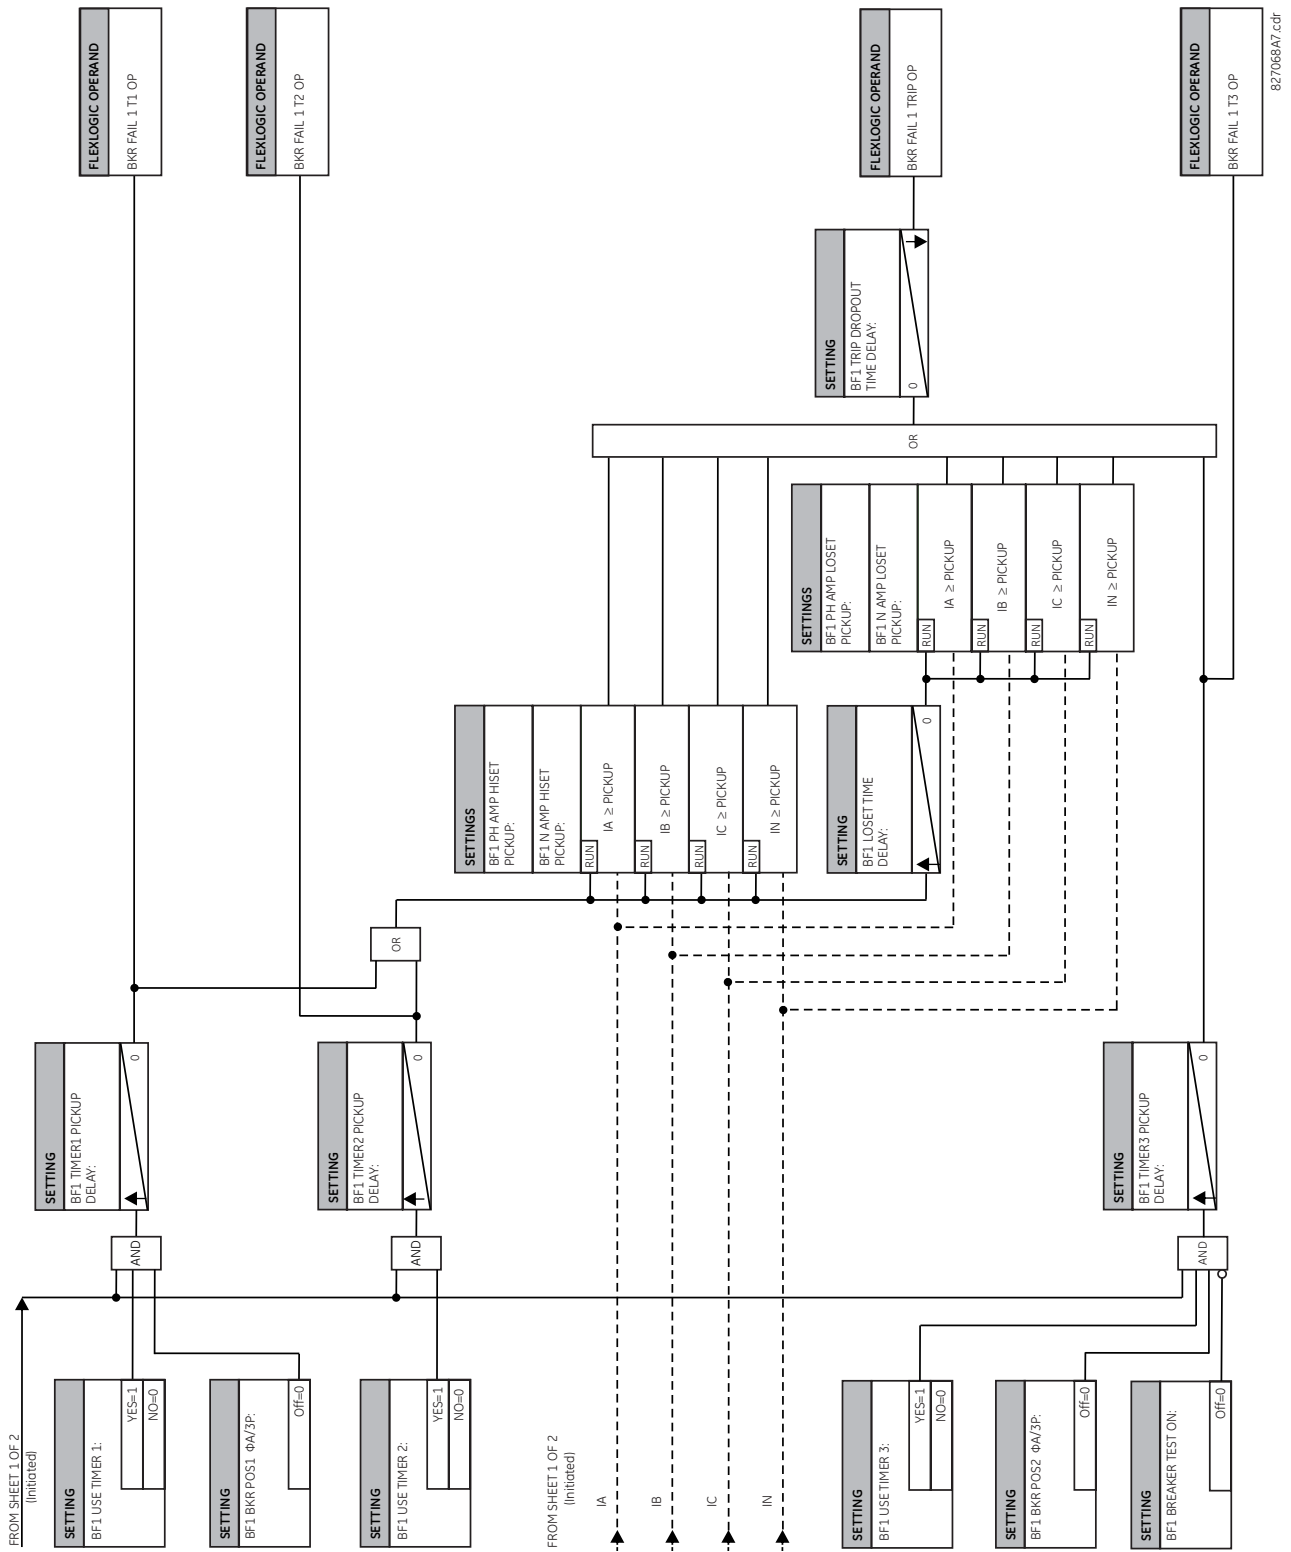 FROM SHEET 1 OF 2
(Initiated)
SETTING
BF1 USE TIMER 1:
YES=1
NO=0
SETTING
BF1 BKR POS1 ΦA/3P:
Off=0
SETTING
BF1 USE TIMER 2:
YES=1
NO=0
FROM SHEET 1 OF 2
(Initiated)
IA
IB
IC
IN
SETTING
BF1 USE TIMER 3:
YES=1
NO=0
SETTING
BF1 BKR POS2 ΦA/3P:
Off=0
SETTING
BF1 BREAKER TEST ON:
Off=0
AND
AND
AND
SETTING
BF1 TIMER1 PICKUP
DELAY:
0
SETTING
BF1 TIMER2 PICKUP
DELAY:
0
SETTING
BF1 TIMER3 PICKUP
DELAY:
0
OR
SETTINGS
BF1 PH AMP HISET
PICKUP:
BF1 N AMP HISET
PICKUP:
RUN
IA ≥ PICKUP
RUN
IB ≥ PICKUP
RUN
IC ≥ PICKUP
RUN
IN ≥ PICKUP
SETTING
BF1 LOSET TIME
DELAY:
0
SETTINGS
BF1 PH AMP LOSET
PICKUP:
BF1 N AMP LOSET
PICKUP:
RUN
IA ≥ PICKUP
RUN
IB ≥ PICKUP
RUN
IC ≥ PICKUP
RUN
IN ≥ PICKUP
OR
SETTING
BF1 TRIP DROPOUT
TIME DELAY:
0
FLEXLOGIC OPERAND
BKR FAIL 1 T1 OP
FLEXLOGIC OPERAND
BKR FAIL 1 T2 OP
FLEXLOGIC OPERAND
BKR FAIL 1 TRIP OP
FLEXLOGIC OPERAND
BKR FAIL 1 T3 OP
827068A7.cdr